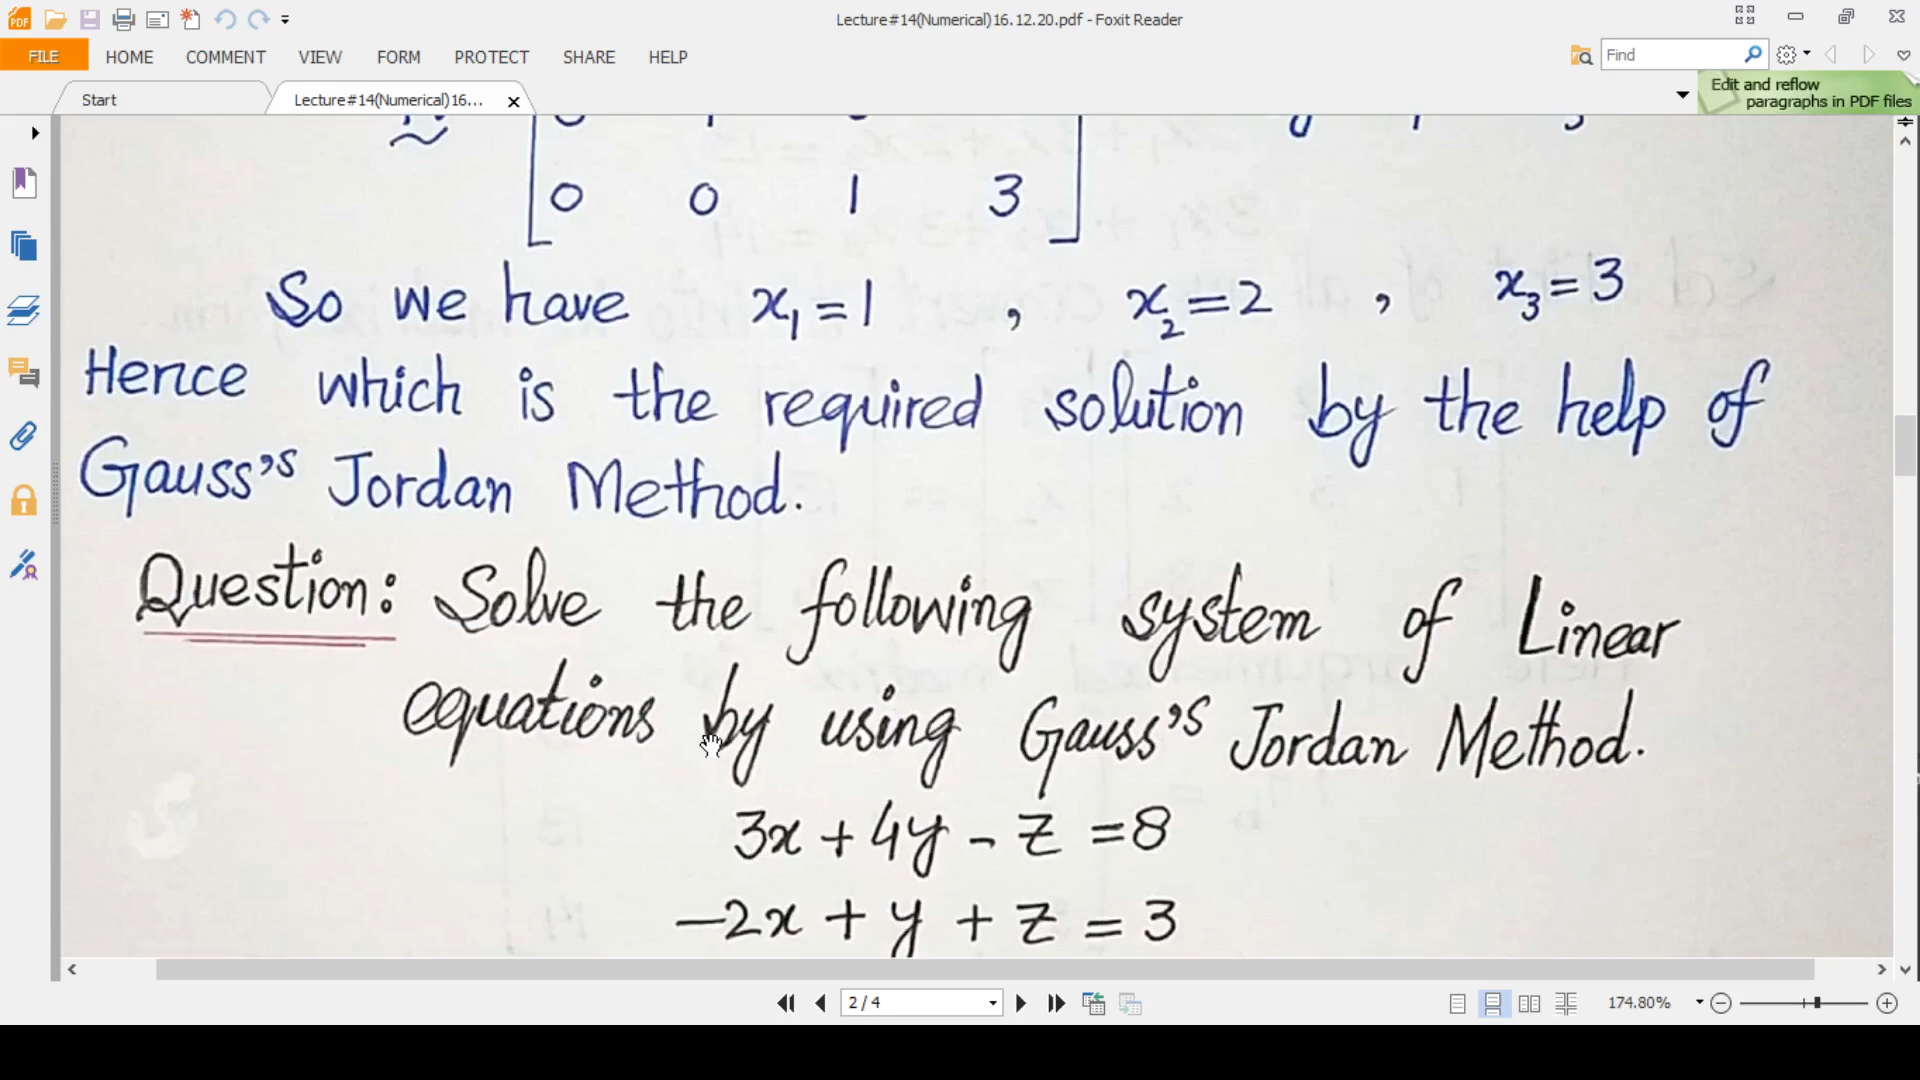 Lecture#14(Numerical)16.12.20.pdf - Foxit Reader
FILE HOME COMMENT VIEW FORM PROTECT SHARE HELP
Find
Start Lecture#14(Numerical)16...
Edit and reflow
paragraphs in PDF files
0 0 1 3
So we have x₁=1 , x₂=2 , x₃=3
Hence which is the required solution by the help of
Gauss's Jordan Method.
Question: Solve the following system of Linear
equations by using Gauss's Jordan Method.
3x + 4y - z = 8
-2x + y + z = 3
2 / 4
174.80%